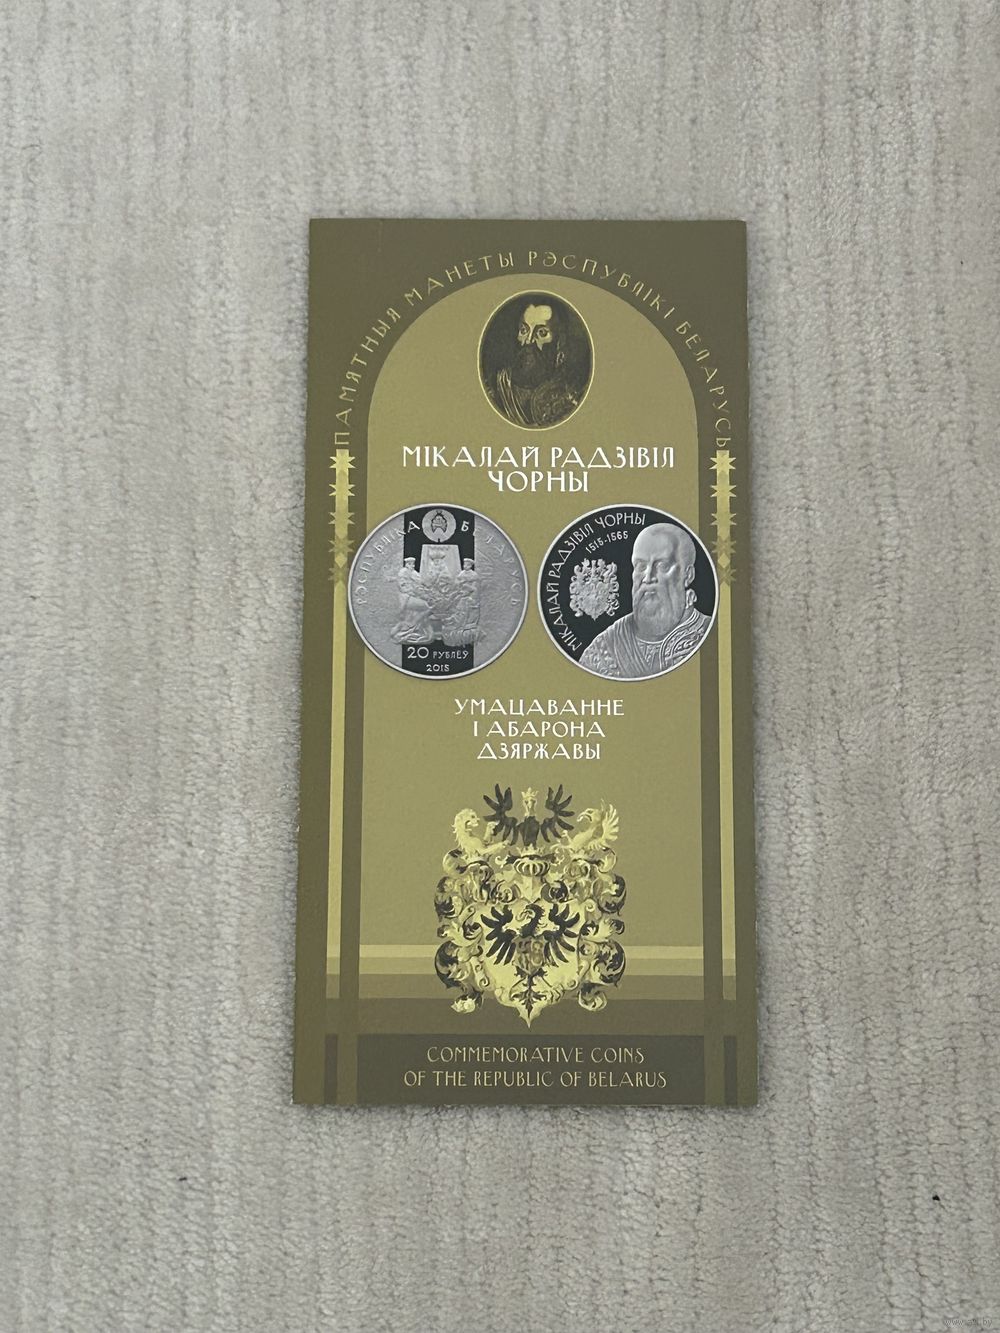 ПАМЯТНЫЯ МАНЕТЫ РЭСПУБЛІКІ БЕЛАРУСЬ
МІКАЛАЙ РАДЗІВІЛ
ЧОРНЫ
РЭСПУБЛІКА БЕЛАРУСЬ
20 РУБЛЁЎ
2015
МІКАЛАЙ РАДЗІВІЛ ЧОРНЫ
1515-1565
УМАЦАВАННЕ
І АБАРОНА
ДЗЯРЖАВЫ
COMMEMORATIVE COINS
OF THE REPUBLIC OF BELARUS